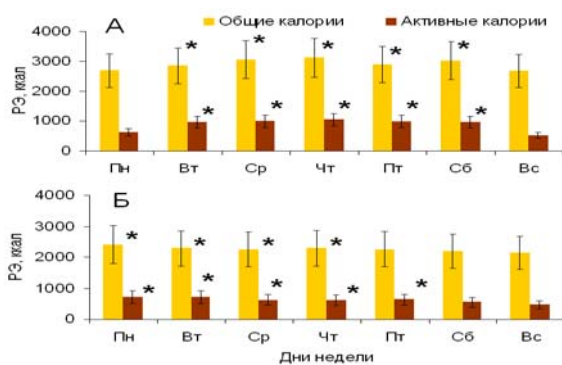 А
Общие калории
Активные калории
4000
3000
2000
1000
0
РЭ, ккал
* * * * *
* * * * *
Пн Вт Ср Чт Пт Сб Вс
Б
4000
3000
2000
1000
0
РЭ, ккал
* * * *
* * * * *
Пн Вт Ср Чт Пт Сб Вс
Дни недели